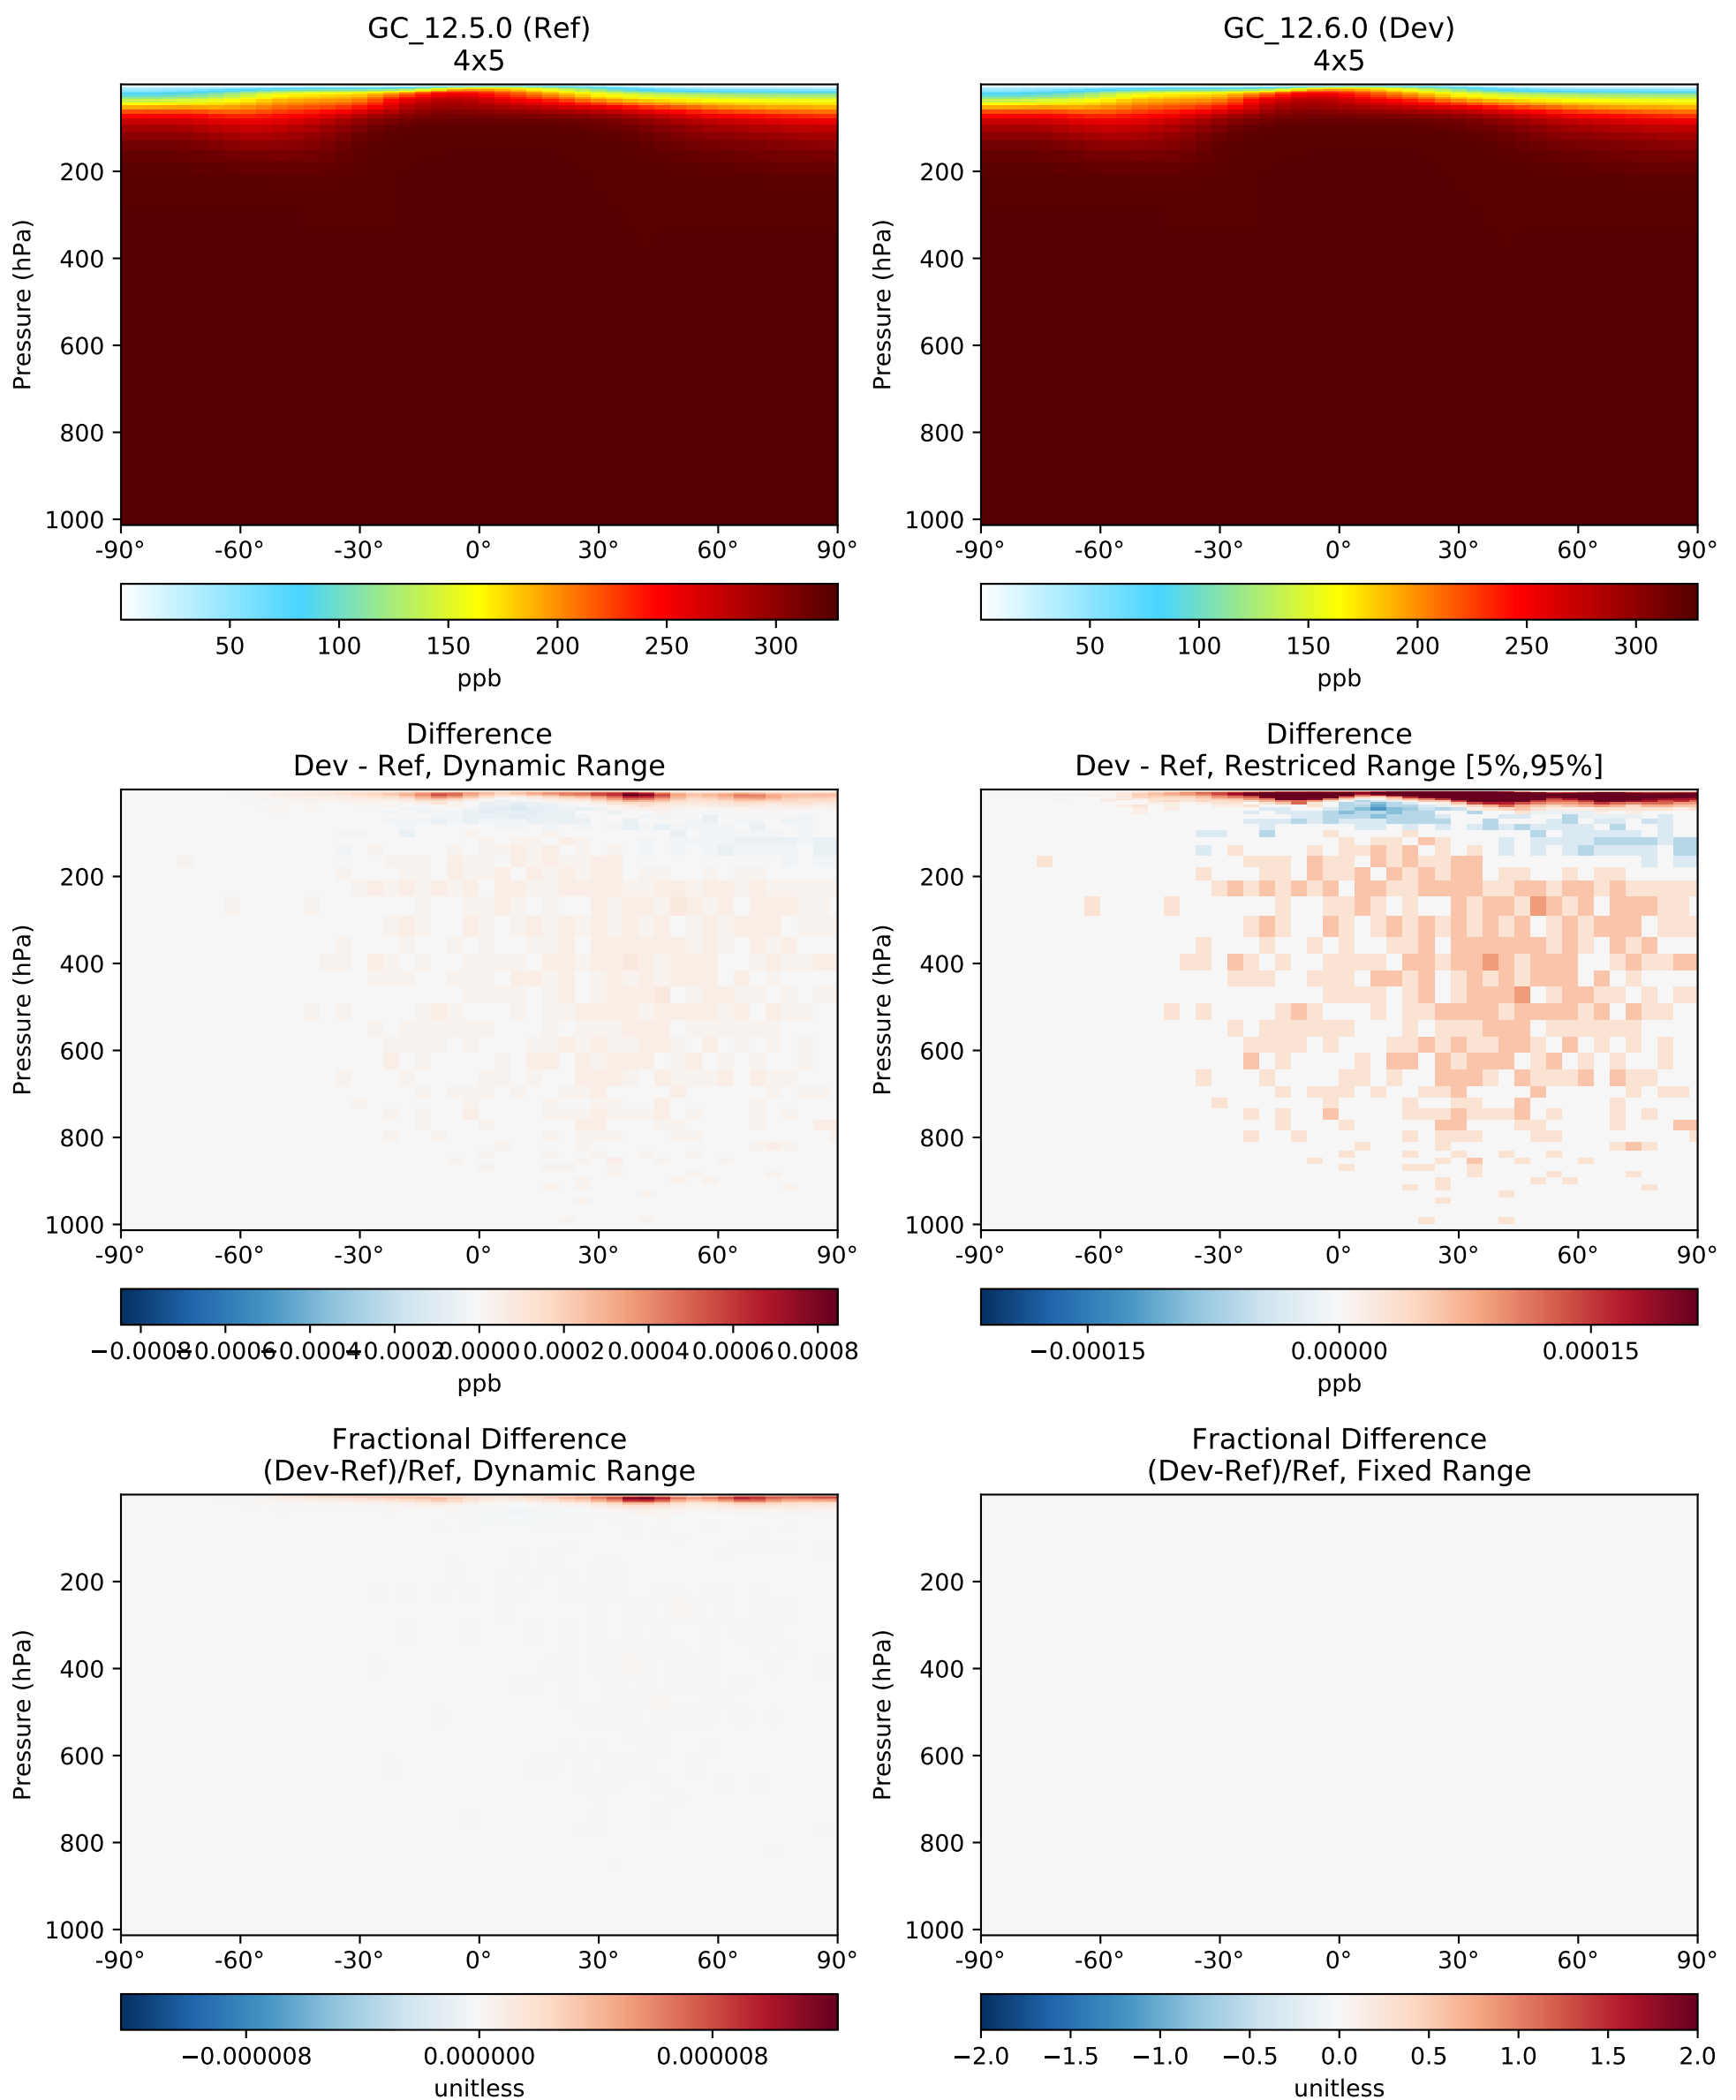 GC_12.5.0 (Ref)
4x5
GC_12.6.0 (Dev)
4x5
Pressure (hPa)
200
400
600
800
1000
-90° -60° -30° 0° 30° 60° 90°
50 100 150 200 250 300
ppb
Pressure (hPa)
200
400
600
800
1000
-90° -60° -30° 0° 30° 60° 90°
50 100 150 200 250 300
ppb
Difference
Dev - Ref, Dynamic Range
Difference
Dev - Ref, Restriced Range [5%,95%]
Pressure (hPa)
200
400
600
800
1000
-90° -60° -30° 0° 30° 60° 90°
−0.0008 −0.0006 −0.0004 −0.0002 0.0000 0.0002 0.0004 0.0006 0.0008
ppb
Pressure (hPa)
200
400
600
800
1000
-90° -60° -30° 0° 30° 60° 90°
−0.00015 0.00000 0.00015
ppb
Fractional Difference
(Dev-Ref)/Ref, Dynamic Range
Fractional Difference
(Dev-Ref)/Ref, Fixed Range
Pressure (hPa)
200
400
600
800
1000
-90° -60° -30° 0° 30° 60° 90°
−0.000008 0.000000 0.000008
unitless
Pressure (hPa)
200
400
600
800
1000
-90° -60° -30° 0° 30° 60° 90°
−2.0 −1.5 −1.0 −0.5 0.0 0.5 1.0 1.5 2.0
unitless